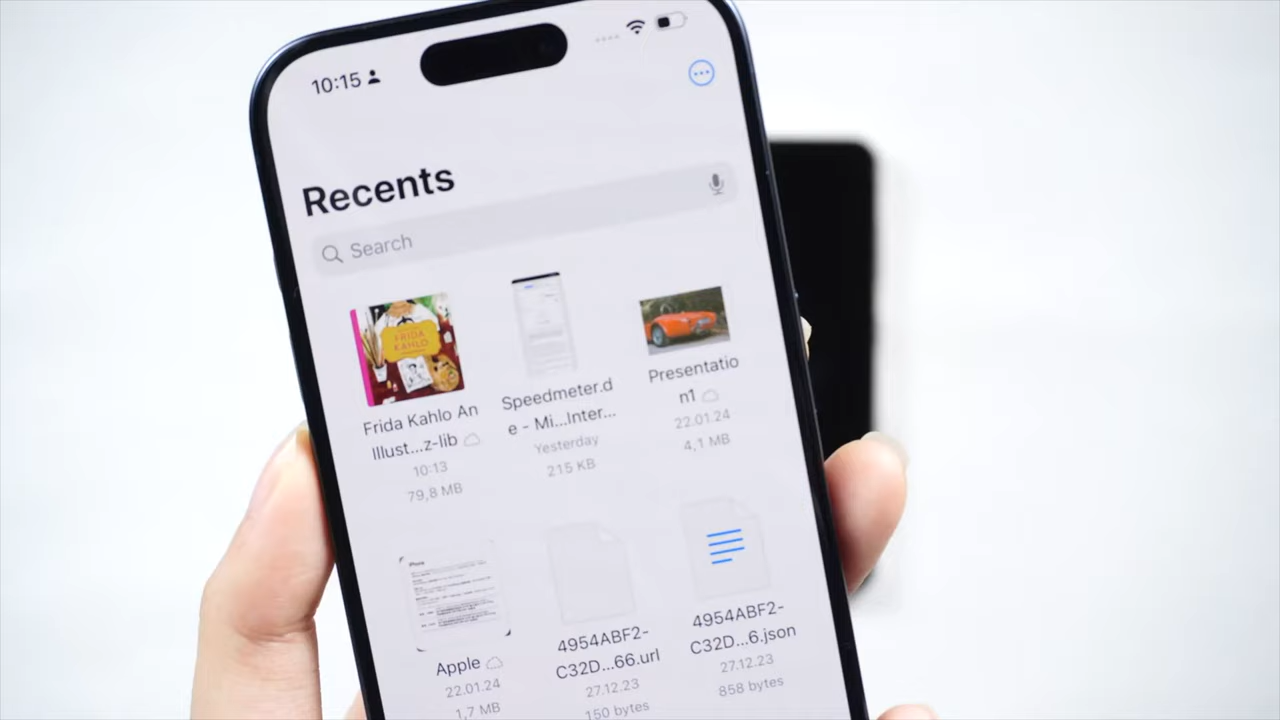 10:15
Recents
Search
FRIDA
KAHLO
Frida Kahlo An
Illust...z-lib
10:13
79,8 MB
Speedmeter.d
e - Mi...Inter...
Yesterday
215 KB
Presentatio
n1
22.01.24
4,1 MB
iPhone
Apple
22.01.24
1,7 MB
4954ABF2-
C32D...66.url
27.12.23
150 bytes
4954ABF2-
C32D...6.json
27.12.23
858 bytes